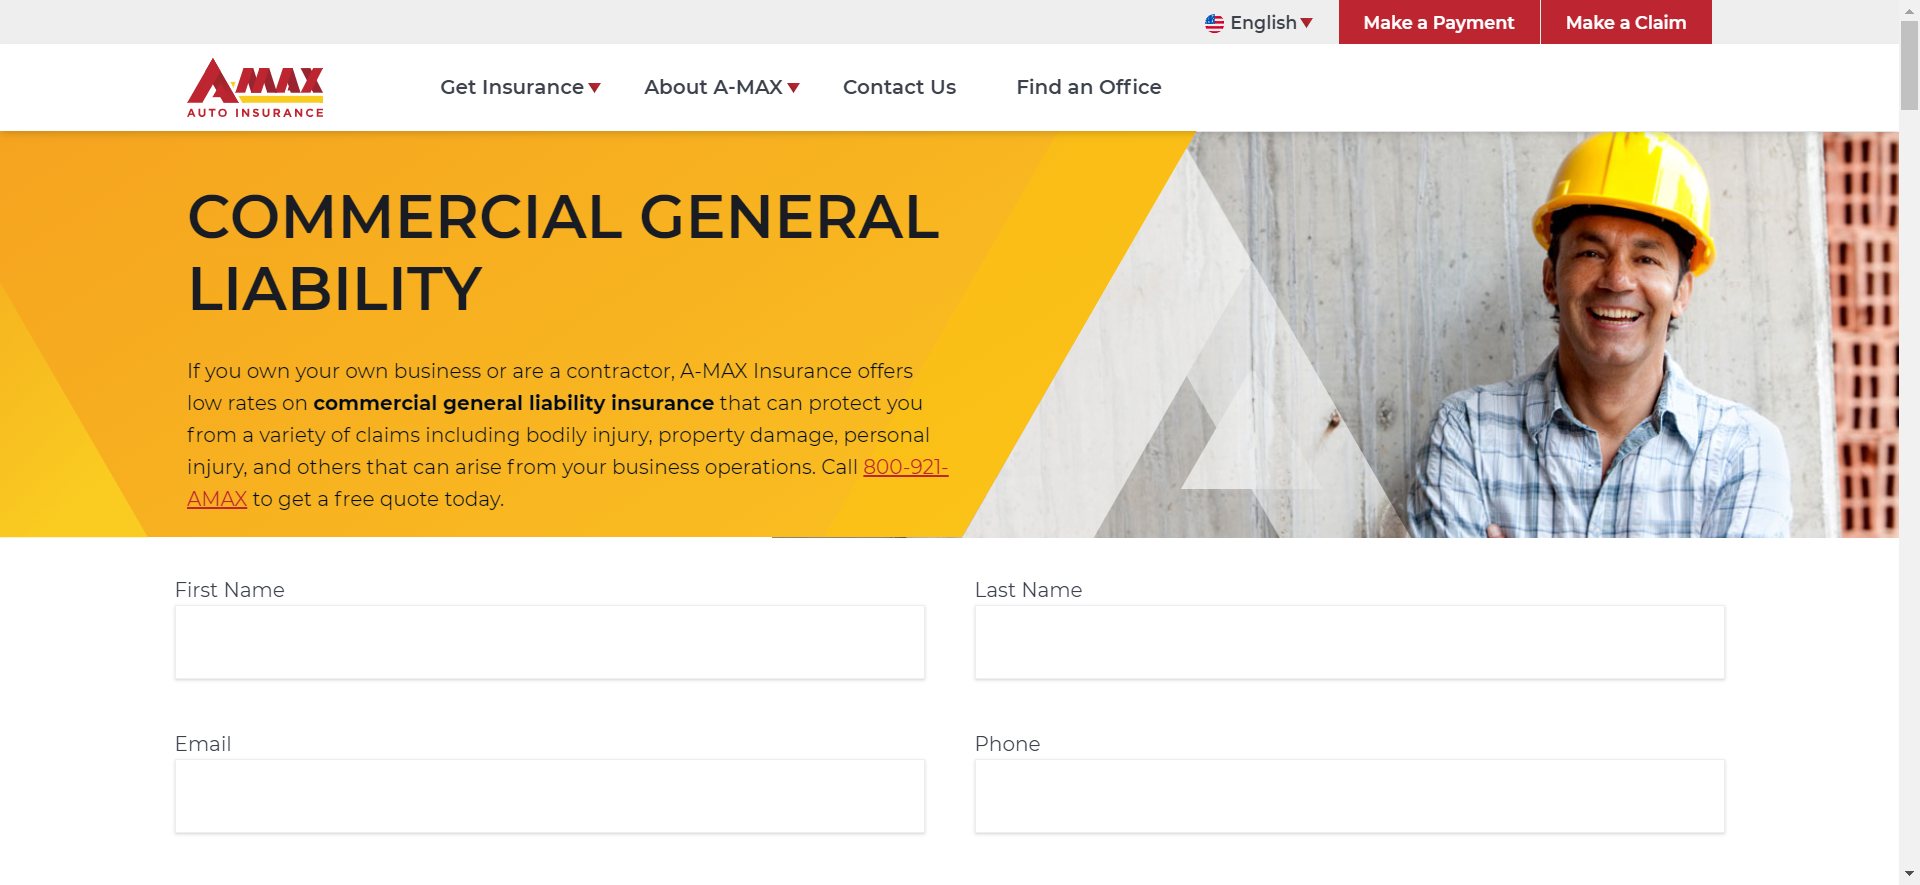 English
Make a Payment
Make a Claim
A-MAX
AUTO INSURANCE
Get Insurance
About A-MAX
Contact Us
Find an Office
COMMERCIAL GENERAL
LIABILITY
If you own your own business or are a contractor, A-MAX Insurance offers
low rates on commercial general liability insurance that can protect you
from a variety of claims including bodily injury, property damage, personal
injury, and others that can arise from your business operations. Call 800-921-
AMAX to get a free quote today.
First Name
Last Name
Email
Phone